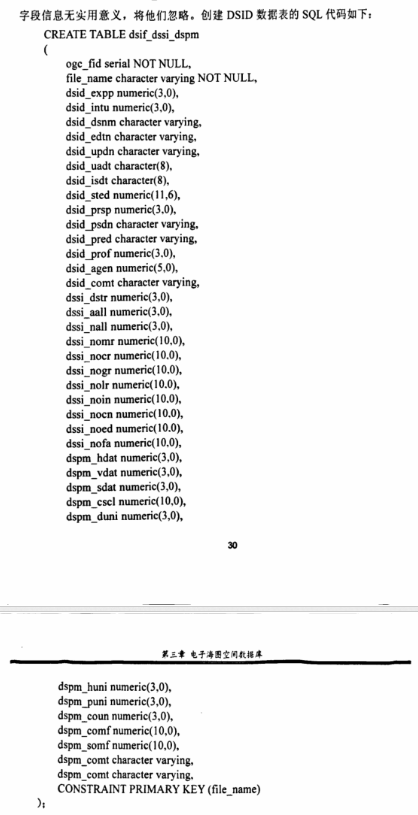 字段信息无实用意义，将他们忽略。创建 DSID 数据表的 SQL 代码如下：
CREATE TABLE dsif_dssi_dspm
(
ogc_fid serial NOT NULL,
file_name character varying NOT NULL,
dsid_expp numeric(3,0),
dsid_intu numeric(3,0),
dsid_dsnm character varying,
dsid_edtn character varying,
dsid_updn character varying,
dsid_uadt character(8),
dsid_isdt character(8),
dsid_sted numeric(11,6),
dsid_prsp numeric(3,0),
dsid_psdn character varying,
dsid_pred character varying,
dsid_prof numeric(3,0),
dsid_agen numeric(5,0),
dsid_comt character varying,
dssi_dstr numeric(3,0),
dssi_aall numeric(3,0),
dssi_nall numeric(3,0),
dssi_nomr numeric(10,0),
dssi_nocr numeric(10,0),
dssi_nogr numeric(10,0),
dssi_nolr numeric(10,0),
dssi_noin numeric(10,0),
dssi_nocn numeric(10,0),
dssi_noed numeric(10,0),
dssi_nofa numeric(10,0),
dspm_hdat numeric(3,0),
dspm_vdat numeric(3,0),
dspm_sdat numeric(3,0),
dspm_cscl numeric(10,0),
dspm_duni numeric(3,0),
30
第三章 电子海图空间数据库
dspm_huni numeric(3,0),
dspm_puni numeric(3,0),
dspm_coun numeric(3,0),
dspm_comf numeric(10,0),
dspm_somf numeric(10,0),
dspm_comt character varying,
dspm_comt character varying,
CONSTRAINT PRIMARY KEY (file_name)
);